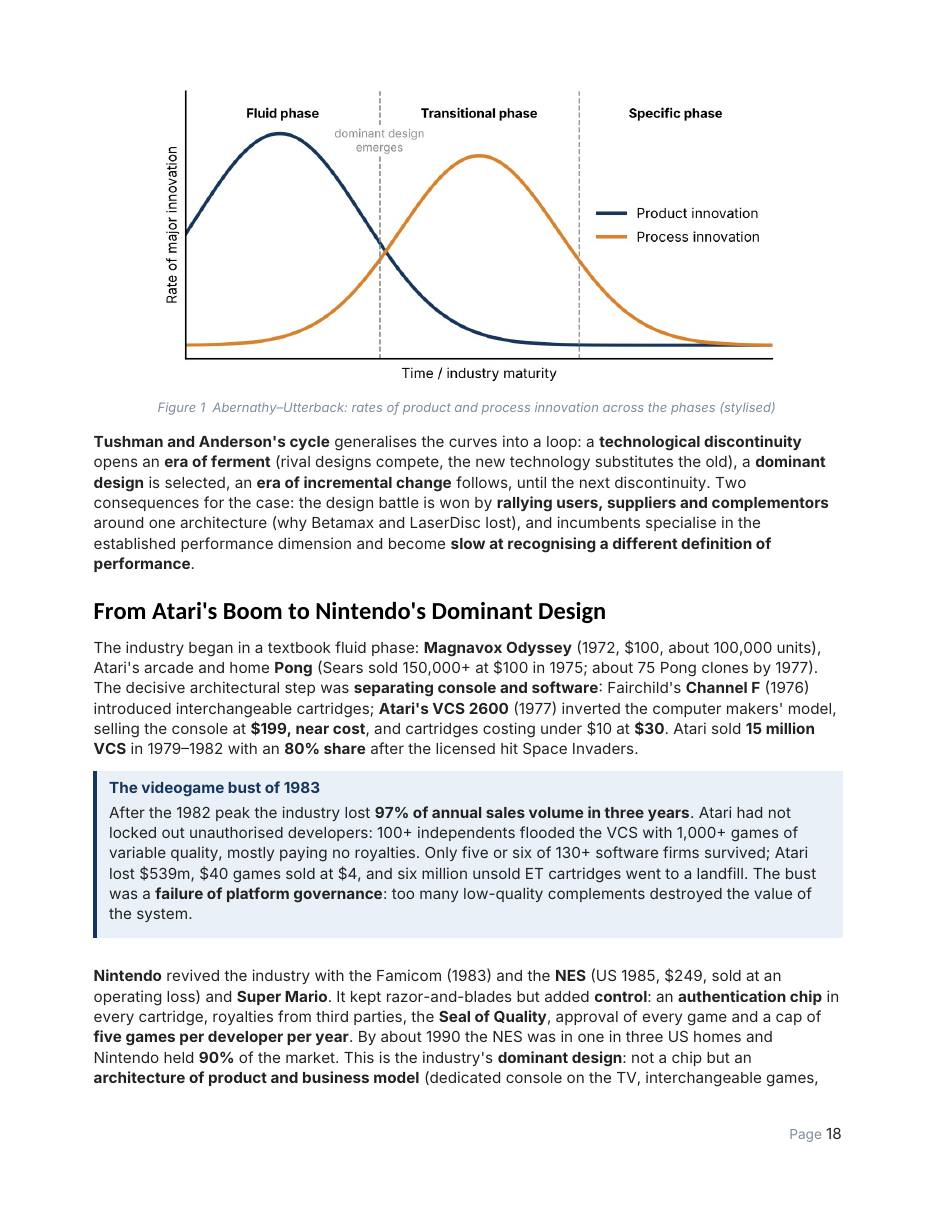 Fluid phase
Transitional phase
Specific phase
dominant design
emerges
Rate of major innovation
Product innovation
Process innovation
Time / industry maturity
Figure 1 Abernathy–Utterback: rates of product and process innovation across the phases (stylised)
Tushman and Anderson's cycle generalises the curves into a loop: a technological discontinuity
opens an era of ferment (rival designs compete, the new technology substitutes the old), a dominant
design is selected, an era of incremental change follows, until the next discontinuity. Two
consequences for the case: the design battle is won by rallying users, suppliers and complementors
around one architecture (why Betamax and LaserDisc lost), and incumbents specialise in the
established performance dimension and become slow at recognising a different definition of
performance.
From Atari's Boom to Nintendo's Dominant Design
The industry began in a textbook fluid phase: Magnavox Odyssey (1972, $100, about 100,000 units),
Atari's arcade and home Pong (Sears sold 150,000+ at $100 in 1975; about 75 Pong clones by 1977).
The decisive architectural step was separating console and software: Fairchild's Channel F (1976)
introduced interchangeable cartridges; Atari's VCS 2600 (1977) inverted the computer makers' model,
selling the console at $199, near cost, and cartridges costing under $10 at $30. Atari sold 15 million
VCS in 1979–1982 with an 80% share after the licensed hit Space Invaders.
The videogame bust of 1983
After the 1982 peak the industry lost 97% of annual sales volume in three years. Atari had not
locked out unauthorised developers: 100+ independents flooded the VCS with 1,000+ games of
variable quality, mostly paying no royalties. Only five or six of 130+ software firms survived; Atari
lost $539m, $40 games sold at $4, and six million unsold ET cartridges went to a landfill. The bust
was a failure of platform governance: too many low-quality complements destroyed the value of
the system.
Nintendo revived the industry with the Famicom (1983) and the NES (US 1985, $249, sold at an
operating loss) and Super Mario. It kept razor-and-blades but added control: an authentication chip in
every cartridge, royalties from third parties, the Seal of Quality, approval of every game and a cap of
five games per developer per year. By about 1990 the NES was in one in three US homes and
Nintendo held 90% of the market. This is the industry's dominant design: not a chip but an
architecture of product and business model (dedicated console on the TV, interchangeable games,
Page 18